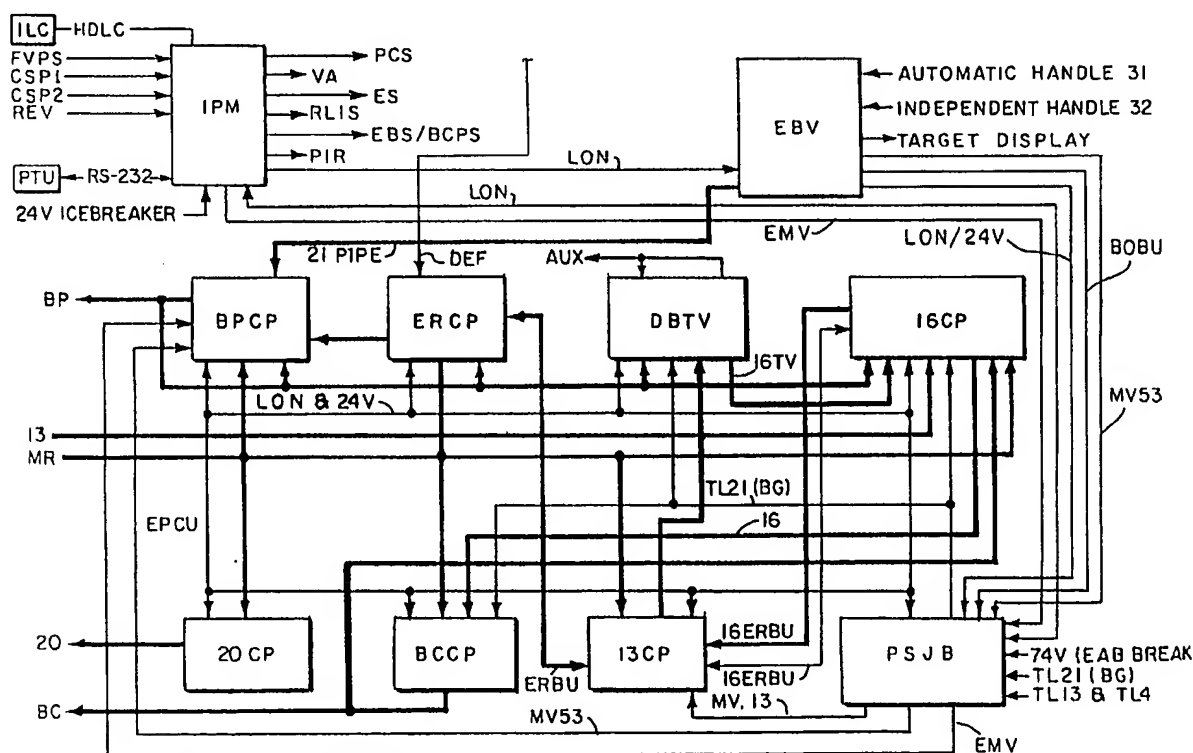 ILC HDLC
FVPS
CSP1
CSP2
REV
IPM
PCS
VA
ES
RLIS
EBS/BCPS
PIR
LON
PTU RS-232
24V ICEBREAKER
EBV
AUTOMATIC HANDLE 31
INDEPENDENT HANDLE 32
TARGET DISPLAY
LON
EMV
LON/24V
BOBU
21 PIPE
DEF
AUX
BP
BPCP
ERCP
DBTV
16CP
16TV
MV53
LON & 24V
13
MR
TL21 (BG)
16
EPCU
20
20CP
BCCP
13CP
PSJB
16ERBU
16ERBU
ERBU
MV, 13
74V (EAB BREAK
TL21 (BG)
TL13 & TL4
BC
MV53
EMV